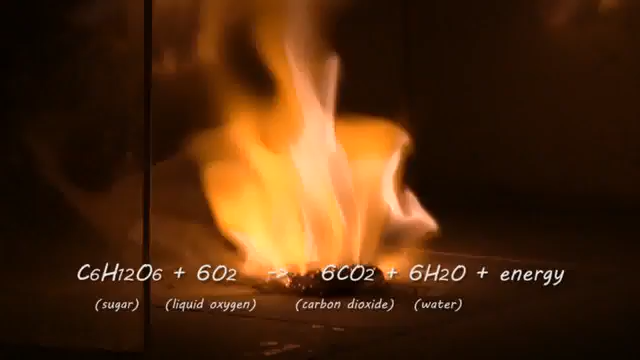 C6H12O6 + 6O2 -> 6CO2 + 6H2O + energy
(sugar) (liquid oxygen) (carbon dioxide) (water)